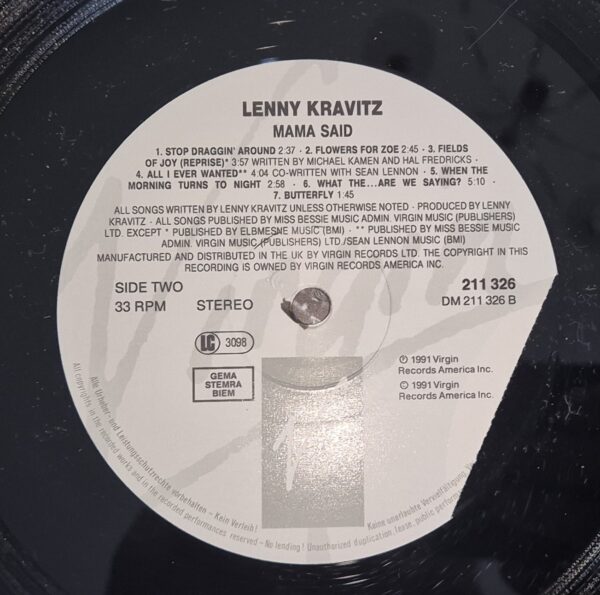 LENNY KRAVITZ
MAMA SAID
1. STOP DRAGGIN' AROUND 2:37 · 2. FLOWERS FOR ZOE 2:45 · 3. FIELDS
OF JOY (REPRISE)* 3:57 WRITTEN BY MICHAEL KAMEN AND HAL FREDRICKS ·
4. ALL I EVER WANTED** 4:04 CO-WRITTEN WITH SEAN LENNON · 5. WHEN THE
MORNING TURNS TO NIGHT 2:58 · 6. WHAT THE...ARE WE SAYING? 5:10 ·
7. BUTTERFLY 1:45
ALL SONGS WRITTEN BY LENNY KRAVITZ UNLESS OTHERWISE NOTED · PRODUCED BY LENNY
KRAVITZ · ALL SONGS PUBLISHED BY MISS BESSIE MUSIC ADMIN. VIRGIN MUSIC (PUBLISHERS)
LTD. EXCEPT * PUBLISHED BY ELBMESNE MUSIC (BMI) · ** PUBLISHED BY MISS BESSIE MUSIC
ADMIN. VIRGIN MUSIC (PUBLISHERS) LTD./SEAN LENNON MUSIC (BMI)
MANUFACTURED AND DISTRIBUTED IN THE UK BY VIRGIN RECORDS LTD. THE COPYRIGHT IN THIS
RECORDING IS OWNED BY VIRGIN RECORDS AMERICA INC.
SIDE TWO
33 RPM STEREO
211 326
DM 211 326 B
LC 3098
GEMA
STEMRA
BIEM
℗ 1991 Virgin
Records America Inc.
© 1991 Virgin
Records America Inc.
Virgin
Alle Urheber- und Leistungsschutzrechte vorbehalten – Kein Verleih! Keine unerlaubte Vervielfältigung,
All copyrights in the recorded works and in the recorded performances reserved – No lending! Unauthorized duplication, lease, public